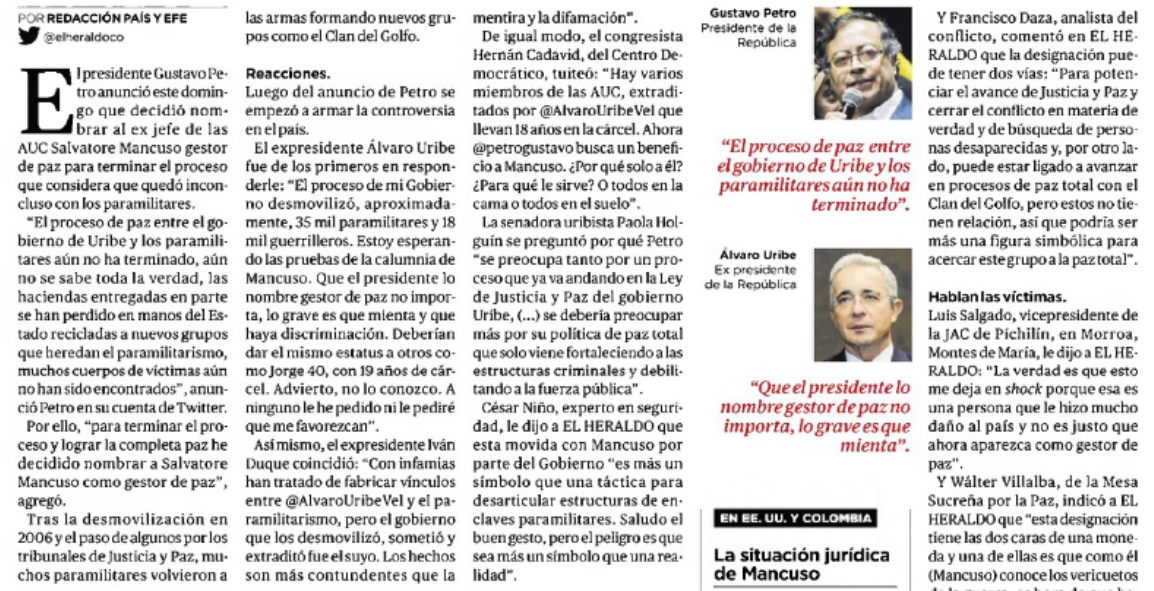 POR REDACCIÓN PAÍS Y EFE
@elheraldoco
El presidente Gustavo Pe-
tro anunció este domin-
go que decidió nom-
brar al ex jefe de las
AUC Salvatore Mancuso gestor
de paz para terminar el proceso
que considera que quedó incon-
cluso con los paramilitares.
“El proceso de paz entre el go-
bierno de Uribe y los paramili-
tares aún no ha terminado, aún
no se sabe toda la verdad, las
haciendas entregadas en parte
se han perdido en manos del Es-
tado recicladas a nuevos grupos
que heredan el paramilitarismo,
muchos cuerpos de víctimas aún
no han sido encontrados”, anun-
ció Petro en su cuenta de Twitter.
Por ello, “para terminar el pro-
ceso y lograr la completa paz he
decidido nombrar a Salvatore
Mancuso como gestor de paz”,
agregó.
Tras la desmovilización en
2006 y el paso de algunos por los
tribunales de Justicia y Paz, mu-
chos paramilitares volvieron a
las armas formando nuevos gru-
pos como el Clan del Golfo.
Reacciones.
Luego del anuncio de Petro se
empezó a armar la controversia
en el país.
El expresidente Álvaro Uribe
fue de los primeros en respon-
derle: “El proceso de mi Gobier-
no desmovilizó, aproximada-
mente, 35 mil paramilitares y 18
mil guerrilleros. Estoy esperan-
do las pruebas de la calumnia de
Mancuso. Que el presidente lo
nombre gestor de paz no impor-
ta, lo grave es que mienta y que
haya discriminación. Deberían
dar el mismo estatus a otros co-
mo Jorge 40, con 19 años de cár-
cel. Advierto, no lo conozco. A
ninguno le he pedido ni le pediré
que me favorezcan”.
Así mismo, el expresidente Iván
Duque coincidió: “Con infamias
han tratado de fabricar vínculos
entre @AlvaroUribeVel y el pa-
ramilitarismo, pero el gobierno
que los desmovilizó, sometió y
extraditó fue el suyo. Los hechos
son más contundentes que la
mentira y la difamación”.
De igual modo, el congresista
Hernán Cadavid, del Centro De-
mocrático, tuiteó: “Hay varios
miembros de las AUC, extradi-
tados por @AlvaroUribeVel que
llevan 18 años en la cárcel. Ahora
@petrogustavo busca un benefi-
cio a Mancuso. ¿Por qué solo a él?
¿Para qué le sirve? O todos en la
cama o todos en el suelo”.
La senadora uribista Paola Hol-
guín se preguntó por qué Petro
“se preocupa tanto por un pro-
ceso que ya va andando en la Ley
de Justicia y Paz del gobierno
Uribe, (...) se debería preocupar
más por su política de paz total
que solo viene fortaleciendo a las
estructuras criminales y debili-
tando a la fuerza pública”.
César Niño, experto en seguri-
dad, le dijo a EL HERALDO que
esta movida con Mancuso por
parte del Gobierno “es más un
símbolo que una táctica para
desarticular estructuras de en-
claves paramilitares. Saludo el
buen gesto, pero el peligro es que
sea más un símbolo que una rea-
lidad”.
Gustavo Petro
Presidente de la
República
“El proceso de paz entre
el gobierno de Uribe y los
paramilitares aún no ha
terminado”.
Álvaro Uribe
Ex presidente
de la República
“Que el presidente lo
nombre gestor de paz no
importa, lo grave es que
mienta”.
EN EE. UU. Y COLOMBIA
La situación jurídica
de Mancuso
Y Francisco Daza, analista del
conflicto, comentó en EL HE-
RALDO que la designación pue-
de tener dos vías: “Para poten-
ciar el avance de Justicia y Paz y
cerrar el conflicto en materia de
verdad y de búsqueda de perso-
nas desaparecidas y, por otro la-
do, puede estar ligado a avanzar
en procesos de paz total con el
Clan del Golfo, pero estos no tie-
nen relación, así que podría ser
más una figura simbólica para
acercar este grupo a la paz total”.
Hablan las víctimas.
Luis Salgado, vicepresidente de
la JAC de Pichilín, en Morroa,
Montes de María, le dijo a EL HE-
RALDO: “La verdad es que esto
me deja en shock porque esa es
una persona que le hizo mucho
daño al país y no es justo que
ahora aparezca como gestor de
paz”.
Y Wálter Villalba, de la Mesa
Sucreña por la Paz, indicó a EL
HERALDO que “esta designación
tiene las dos caras de una mone-
da y una de ellas es que como él
(Mancuso) conoce los vericuetos